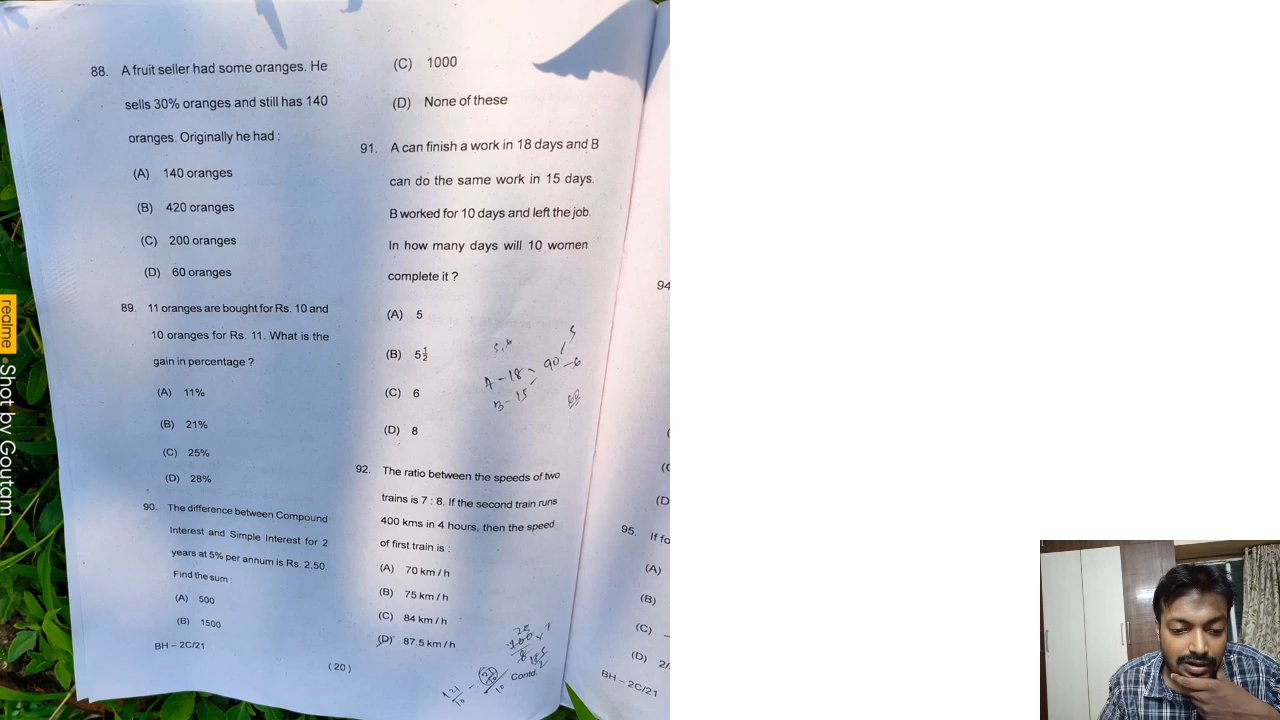 88. A fruit seller had some oranges. He
sells 30% oranges and still has 140
oranges. Originally he had :
(A) 140 oranges
(B) 420 oranges
(C) 200 oranges
(D) 60 oranges
89. 11 oranges are bought for Rs. 10 and
10 oranges for Rs. 11. What is the
gain in percentage ?
(A) 11%
(B) 21%
(C) 25%
(D) 28%
90. The difference between Compound
Interest and Simple Interest for 2
years at 5% per annum is Rs. 2.50.
Find the sum :
(A) 500
(B) 1500
BH – 2C/21
(C) 1000
(D) None of these
91. A can finish a work in 18 days and B
can do the same work in 15 days.
B worked for 10 days and left the job.
In how many days will 10 women
complete it ?
(A) 5
(B) 5½
(C) 6
(D) 8
A – 18
B – 15
90
5
6
92. The ratio between the speeds of two
trains is 7 : 8. If the second train runs
400 kms in 4 hours, then the speed
of first train is :
(A) 70 km / h
(B) 75 km / h
(C) 84 km / h
(D) 87.5 km / h
(20)
Contd.
94
95. If fo
(A)
(B)
(C)
(D) 2/
BH – 2C/21
realme Shot by Goutam